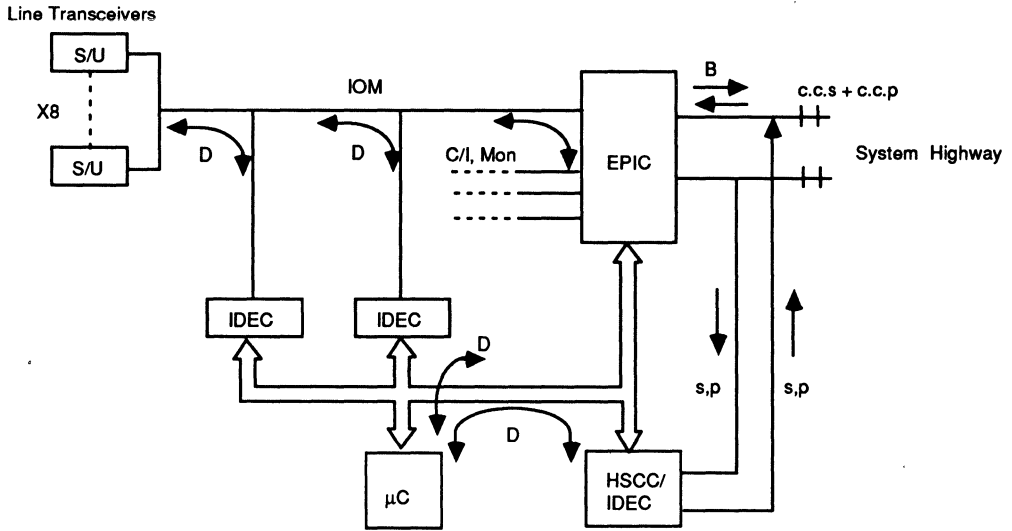 Line Transceivers
S/U
X8
S/U
IOM
B
c.c.s + c.c.p
D
D
C/I, Mon
EPIC
System Highway
IDEC
IDEC
D
s,p
s,p
D
μC
HSCC/
IDEC